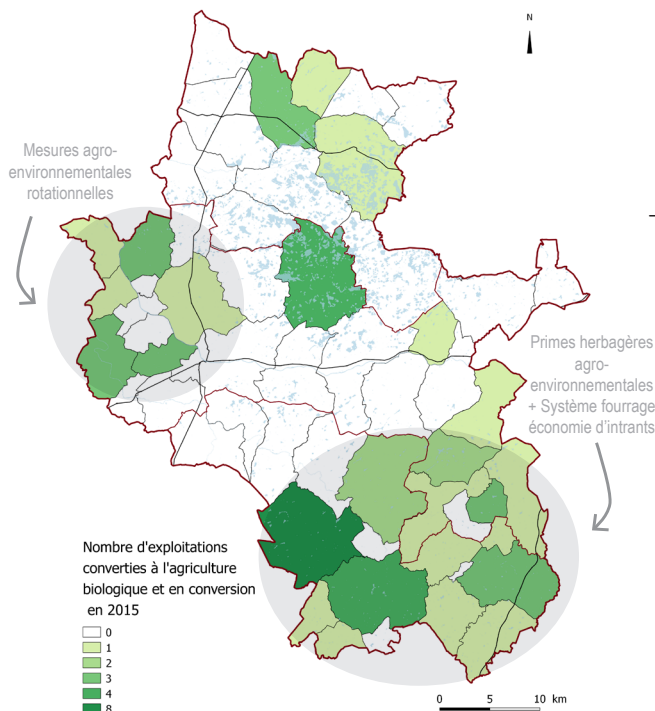 N
Mesures agro-
environnementales
rotationnelles
Primes herbagères
agro-
environnementales
+ Système fourrage
économie d'intrants
Nombre d'exploitations
converties à l'agriculture
biologique et en conversion
en 2015
0
1
2
3
4
8
0 5 10 km